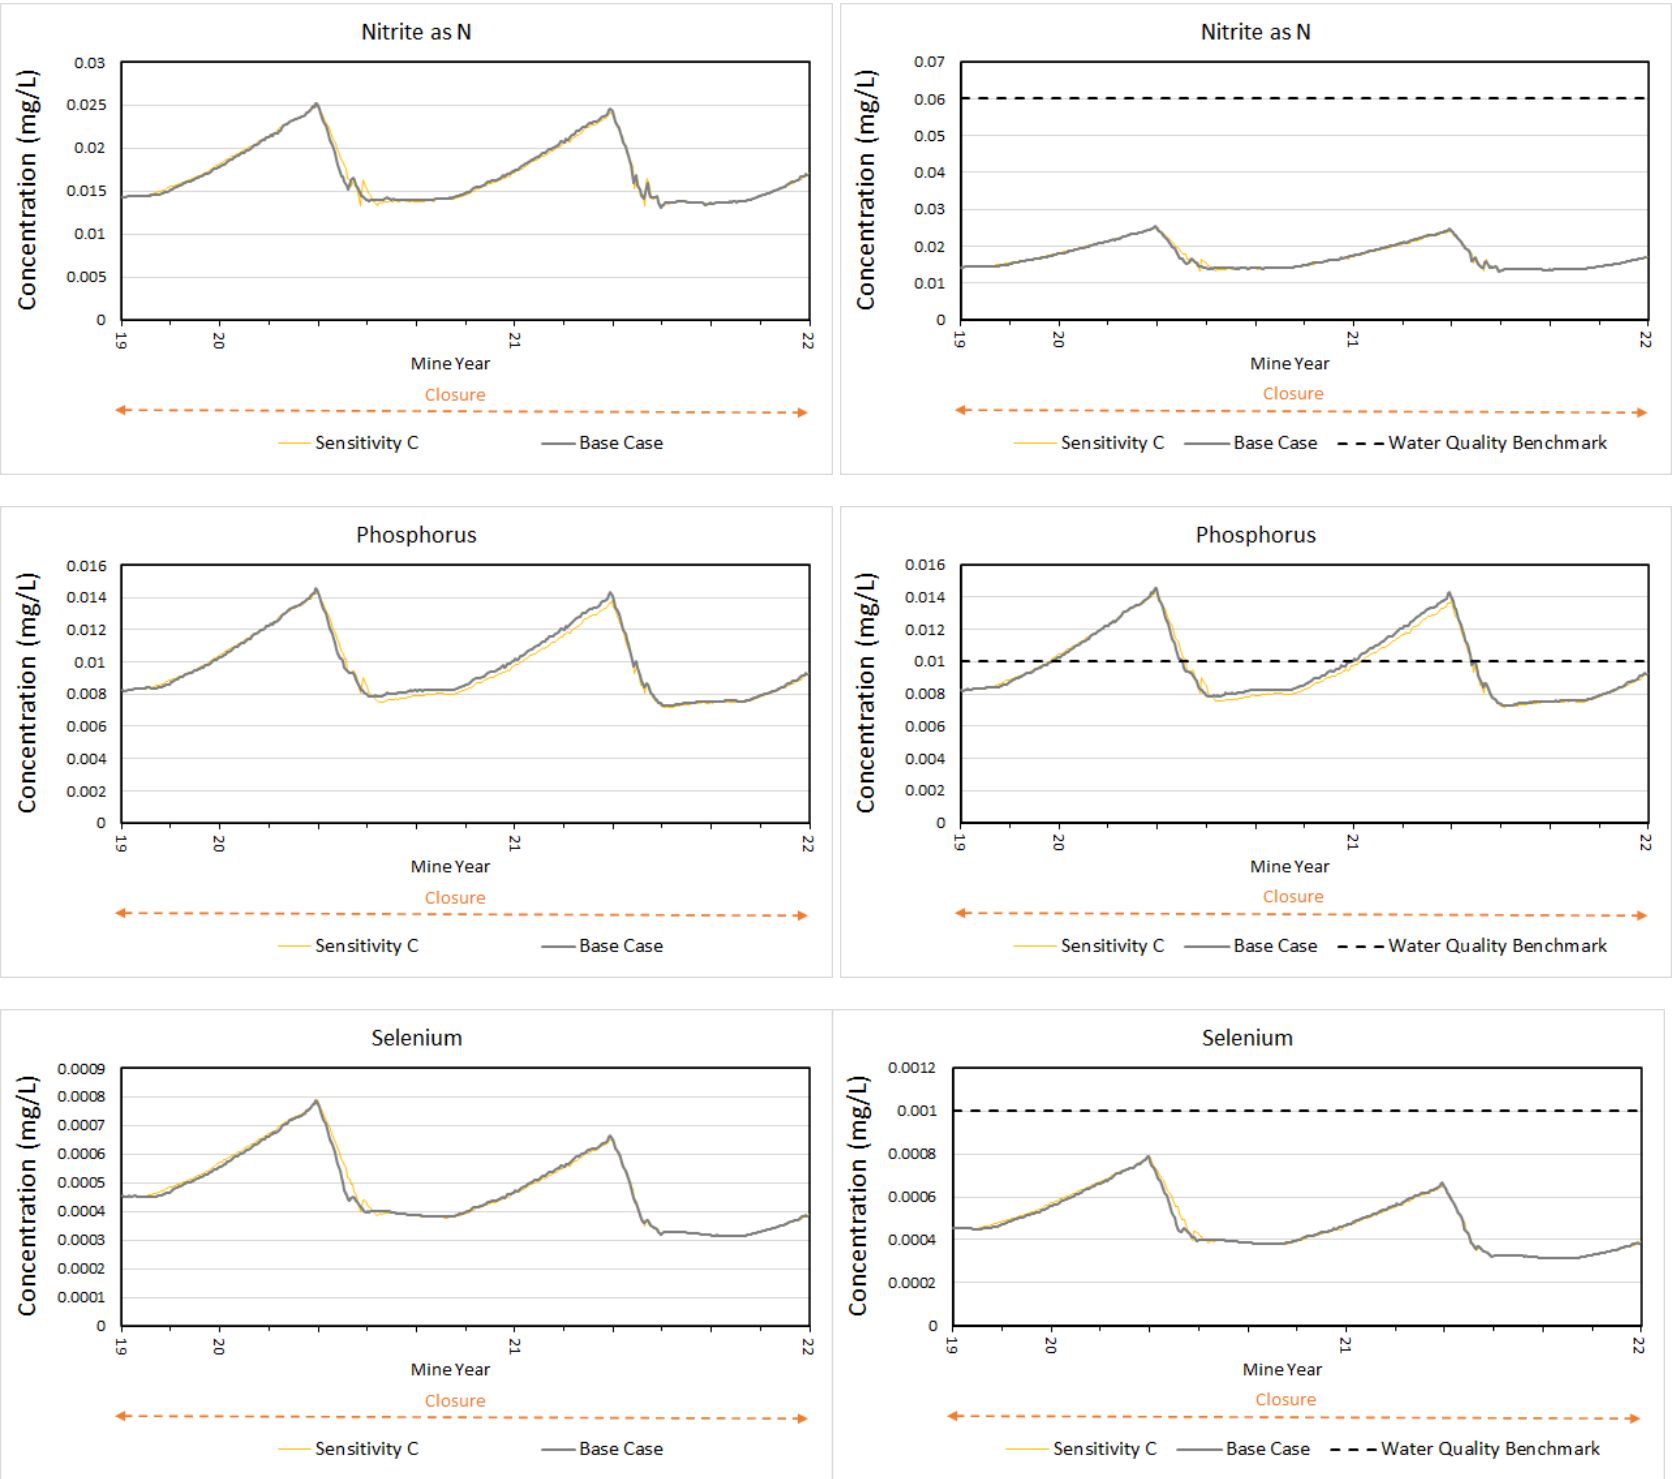 Nitrite as N
Concentration (mg/L)
0.03
0.025
0.02
0.015
0.01
0.005
0
19
20
21
22
Mine Year
Closure
Sensitivity C
Base Case
Nitrite as N
Concentration (mg/L)
0.07
0.06
0.05
0.04
0.03
0.02
0.01
0
19
20
21
22
Mine Year
Closure
Sensitivity C
Base Case
Water Quality Benchmark
Phosphorus
Concentration (mg/L)
0.016
0.014
0.012
0.01
0.008
0.006
0.004
0.002
0
19
20
21
22
Mine Year
Closure
Sensitivity C
Base Case
Phosphorus
Concentration (mg/L)
0.016
0.014
0.012
0.01
0.008
0.006
0.004
0.002
0
19
20
21
22
Mine Year
Closure
Sensitivity C
Base Case
Water Quality Benchmark
Selenium
Concentration (mg/L)
0.0009
0.0008
0.0007
0.0006
0.0005
0.0004
0.0003
0.0002
0.0001
0
19
20
21
22
Mine Year
Closure
Sensitivity C
Base Case
Selenium
Concentration (mg/L)
0.0012
0.001
0.0008
0.0006
0.0004
0.0002
0
19
20
21
22
Mine Year
Closure
Sensitivity C
Base Case
Water Quality Benchmark